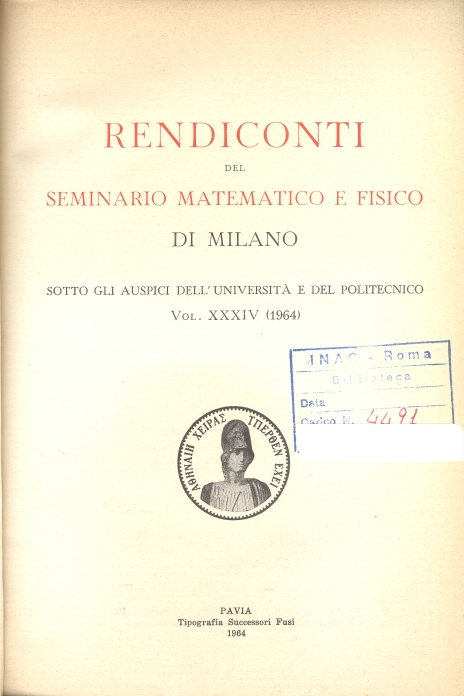 RENDICONTI
DEL
SEMINARIO MATEMATICO E FISICO
DI MILANO
SOTTO GLI AUSPICI DELL'UNIVERSITÀ E DEL POLITECNICO
VOL. XXXIV (1964)
INAC - Roma
Biblioteca
Data
Carico N. 4491
ΑΘΗΝΑΙΗ ΧΕΙΡΑΣ ΥΠΕΡΘΕΝ ΕΧΕΙ
PAVIA
Tipografia Successori Fusi
1964